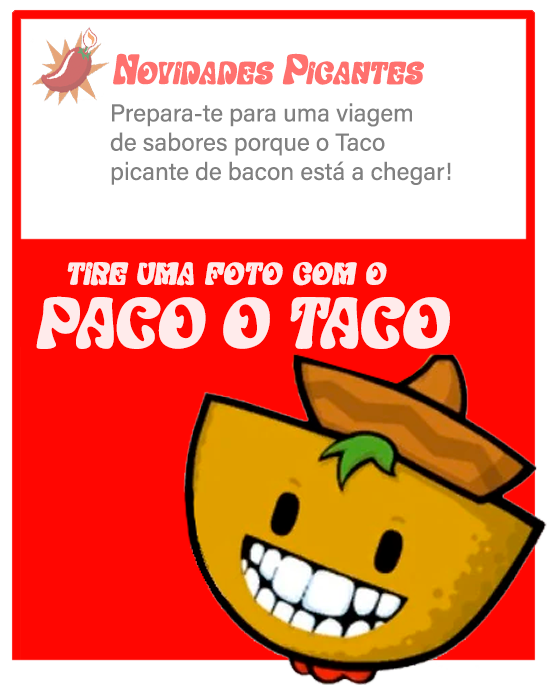 Novidades Picantes
Prepara-te para uma viagem
de sabores porque o Taco
picante de bacon está a chegar!
TIRE UMA FOTO COM O
PACO O TACO